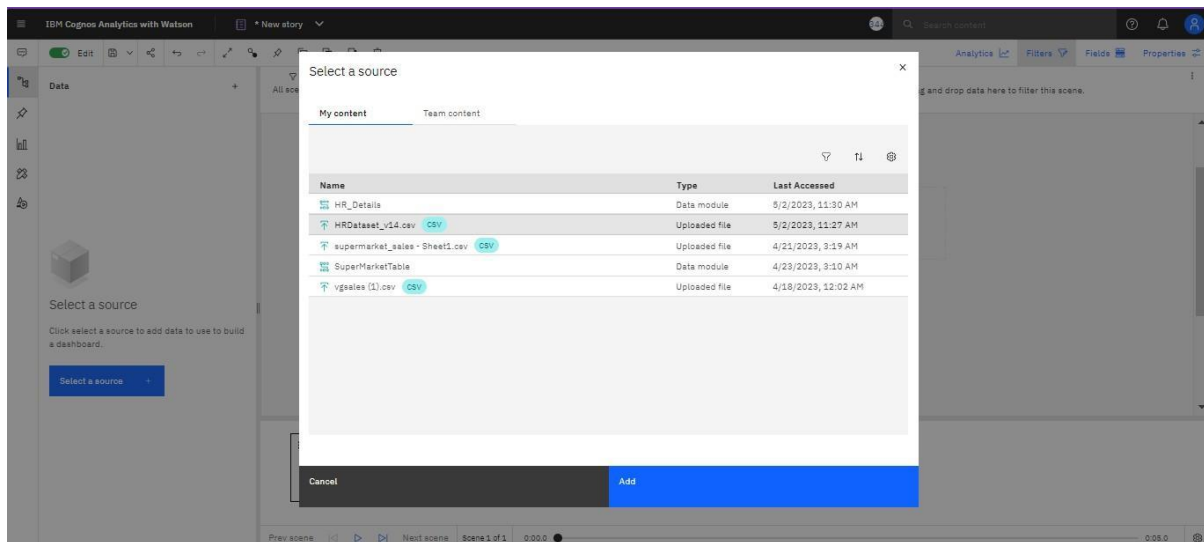 IBM Cognos Analytics with Watson
* New story
Search content
Edit
Analytics
Filters
Fields
Properties
Data
All sce
g and drop data here to filter this scene.
Select a source
Click select a source to add data to use to build
a dashboard.
Select a source +
Select a source
My content
Team content
Name Type Last Accessed
HR_Details Data module 5/2/2023, 11:30 AM
HRDataset_v14.csv CSV Uploaded file 5/2/2023, 11:27 AM
supermarket_sales - Sheet1.csv CSV Uploaded file 4/21/2023, 3:19 AM
SuperMarketTable Data module 4/23/2023, 3:10 AM
vgsales (1).csv CSV Uploaded file 4/18/2023, 12:02 AM
Cancel
Add
Prev scene Next scene Scene 1 of 1 0:00.0 0:05.0